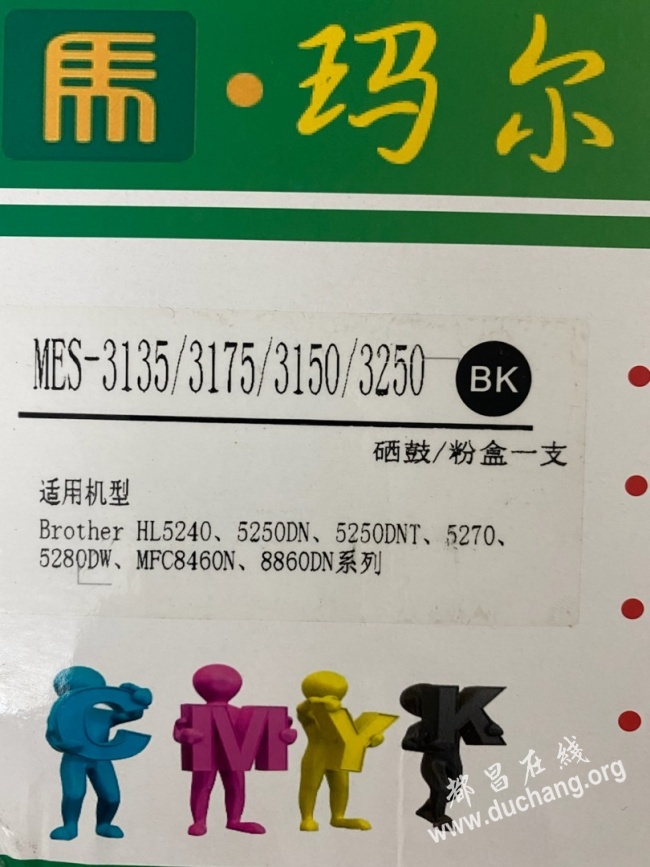 馬·玛尔
MES-3135/3175/3150/3250 BK
硒鼓/粉盒一支
适用机型
Brother HL5240、5250DN、5250DNT、5270、
5280DW、MFC8460N、8860DN系列
CMYK
都昌在线
www.duchang.org